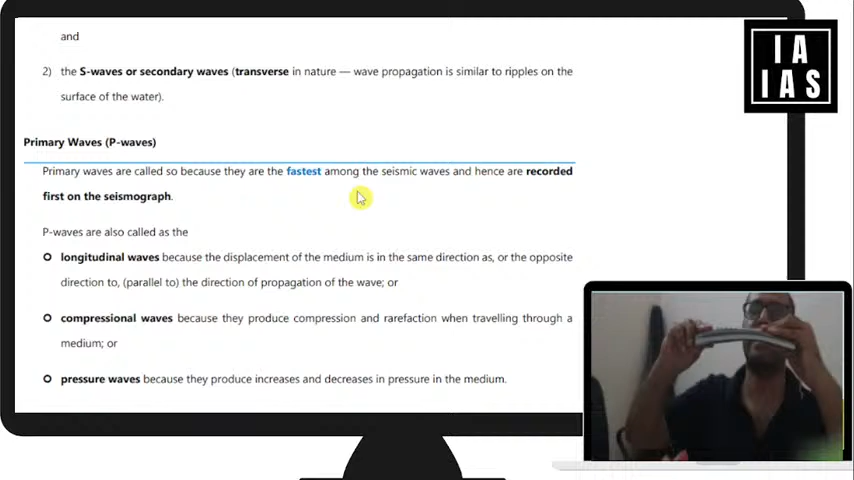 and
2) the S-waves or secondary waves (transverse in nature — wave propagation is similar to ripples on the
surface of the water).
Primary Waves (P-waves)
Primary waves are called so because they are the fastest among the seismic waves and hence are recorded
first on the seismograph.
P-waves are also called as the
longitudinal waves because the displacement of the medium is in the same direction as, or the opposite
direction to, (parallel to) the direction of propagation of the wave; or
compressional waves because they produce compression and rarefaction when travelling through a
medium; or
pressure waves because they produce increases and decreases in pressure in the medium.
IA
IAS